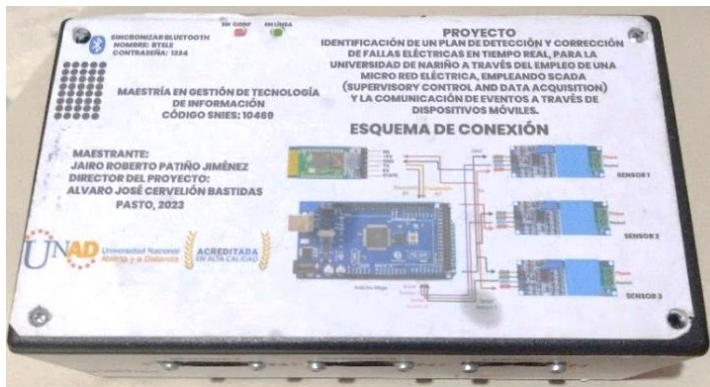 EN CONF
EN LÍNEA
SINCRONIZAR BLUETOOTH
NOMBRE: BTELE
CONTRASEÑA: 1234
PROYECTO
IDENTIFICACIÓN DE UN PLAN DE DETECCIÓN Y CORRECCIÓN
DE FALLAS ELÉCTRICAS EN TIEMPO REAL, PARA LA
UNIVERSIDAD DE NARIÑO A TRAVÉS DEL EMPLEO DE UNA
MICRO RED ELÉCTRICA, EMPLEANDO SCADA
(SUPERVISORY CONTROL AND DATA ACQUISITION)
Y LA COMUNICACIÓN DE EVENTOS A TRAVÉS DE
DISPOSITIVOS MÓVILES.
MAESTRÍA EN GESTIÓN DE TECNOLOGÍA
DE INFORMACIÓN
CÓDIGO SNIES: 10469
ESQUEMA DE CONEXIÓN
MAESTRANTE:
JAIRO ROBERTO PATIÑO JIMÉNEZ
DIRECTOR DEL PROYECTO:
ALVARO JOSÉ CERVELIÓN BASTIDAS
PASTO, 2023
UNAD
Universidad Nacional
Abierta y a Distancia
ACREDITADA
EN ALTA CALIDAD
SENSOR 1
SENSOR 2
SENSOR 3
Arduino Mega